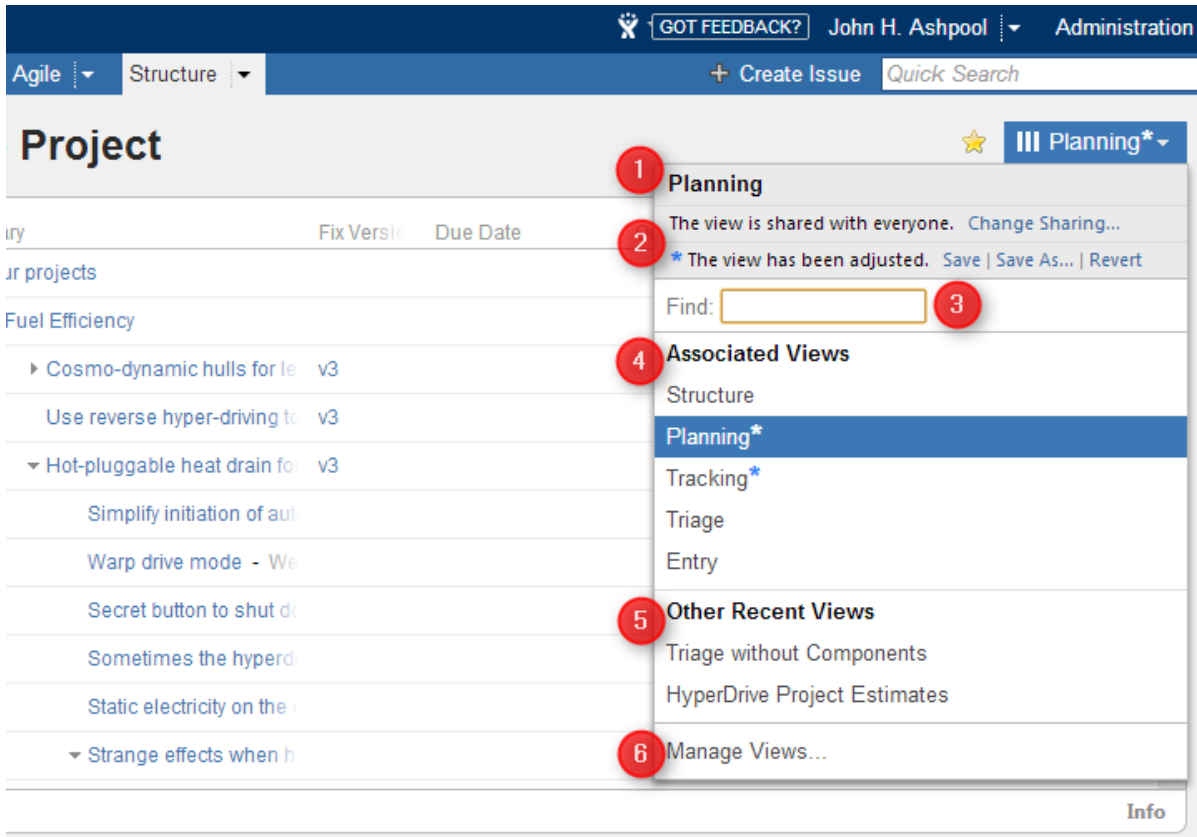 GOT FEEDBACK? John H. Ashpool Administration
Agile Structure + Create Issue Quick Search
Project Planning*
1 Planning
The view is shared with everyone. Change Sharing...
Fix Versio Due Date
2
* The view has been adjusted. Save | Save As... | Revert
ur projects
Find: 3
Fuel Efficiency
4 Associated Views
Cosmo-dynamic hulls for le v3
Structure
Use reverse hyper-driving to v3
Planning*
Hot-pluggable heat drain for v3
Tracking*
Simplify initiation of aut
Triage
Warp drive mode - We
Entry
Secret button to shut do
5 Other Recent Views
Sometimes the hyperdr
Triage without Components
Static electricity on the
HyperDrive Project Estimates
Strange effects when h
6 Manage Views...
Info